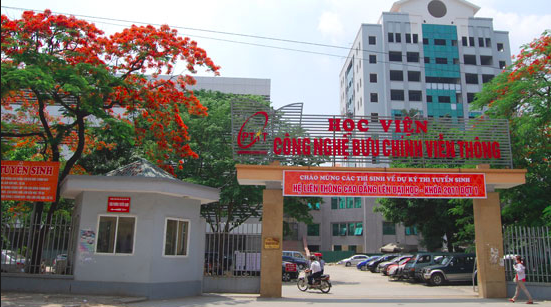 HỌC VIỆN
CÔNG NGHỆ BƯU CHÍNH VIỄN THÔNG
CHÀO MỪNG CÁC THÍ SINH VỀ DỰ KỲ THI TUYỂN SINH
HỆ LIÊN THÔNG CAO ĐẲNG LÊN ĐẠI HỌC - KHOÁ 2011 ĐỢT 1
TUYỂN SINH